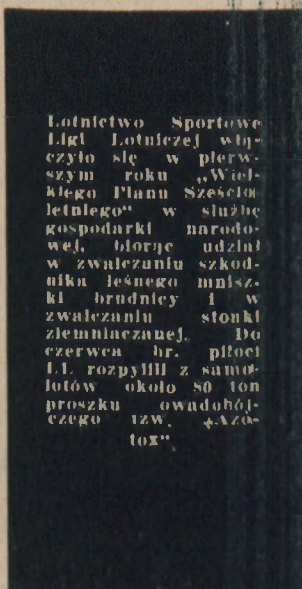 Lotnictwo Sportowe
Ligi Lotniczej włą-
czyło się w pierw-
szym roku „Wiel-
kiego Planu Sześcio-
letniego“ w służbę
gospodarki narodo-
wej, biorąc udział
w zwalczaniu szkod-
nika leśnego mnisz-
ki brudnicy i w
zwalczaniu stonki
ziemniaczanej. Do
czerwca br. piloci
LL rozpylili z samo-
lotów około 80 ton
proszku owadobój-
czego tzw. „Azo-
tox“.